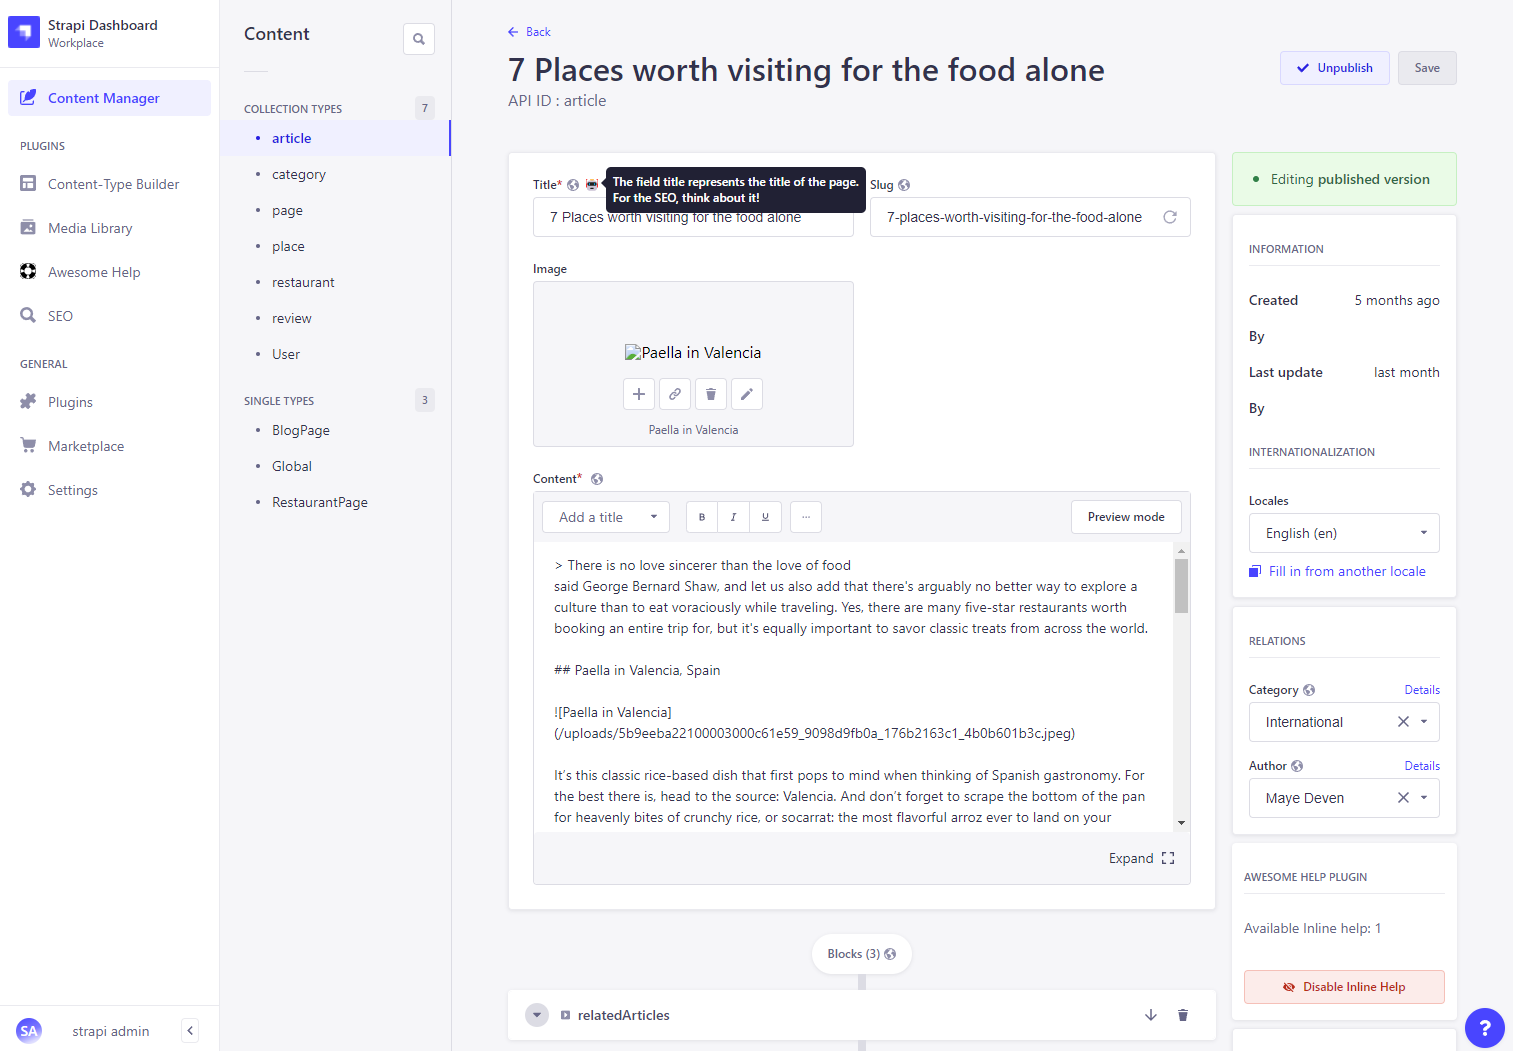 Strapi Dashboard
Workplace
Content Manager
PLUGINS
Content-Type Builder
Media Library
Awesome Help
SEO
GENERAL
Plugins
Marketplace
Settings
SA
strapi admin
Content
COLLECTION TYPES
7
article
category
page
place
restaurant
review
User
SINGLE TYPES
3
BlogPage
Global
RestaurantPage
Back
7 Places worth visiting for the food alone
API ID : article
Unpublish
Save
Title*
The field title represents the title of the page.
For the SEO, think about it!
7 Places worth visiting for the food alone
Slug
7-places-worth-visiting-for-the-food-alone
Image
Paella in Valencia
Paella in Valencia
Content*
Add a title
B
I
U
...
Preview mode
> There is no love sincerer than the love of food
said George Bernard Shaw, and let us also add that there's arguably no better way to explore a
culture than to eat voraciously while traveling. Yes, there are many five-star restaurants worth
booking an entire trip for, but it's equally important to savor classic treats from across the world.
## Paella in Valencia, Spain
![Paella in Valencia]
(/uploads/5b9eeba22100003000c61e59_9098d9fb0a_176b2163c1_4b0b601b3c.jpeg)
It’s this classic rice-based dish that first pops to mind when thinking of Spanish gastronomy. For
the best there is, head to the source: Valencia. And don’t forget to scrape the bottom of the pan
for heavenly bites of crunchy rice, or socarrat: the most flavorful arroz ever to land on your
Expand
Blocks (3)
relatedArticles
Editing published version
INFORMATION
Created
5 months ago
By
Last update
last month
By
INTERNATIONALIZATION
Locales
English (en)
Fill in from another locale
RELATIONS
Category
Details
International
Author
Details
Maye Deven
AWESOME HELP PLUGIN
Available Inline help: 1
Disable Inline Help
?